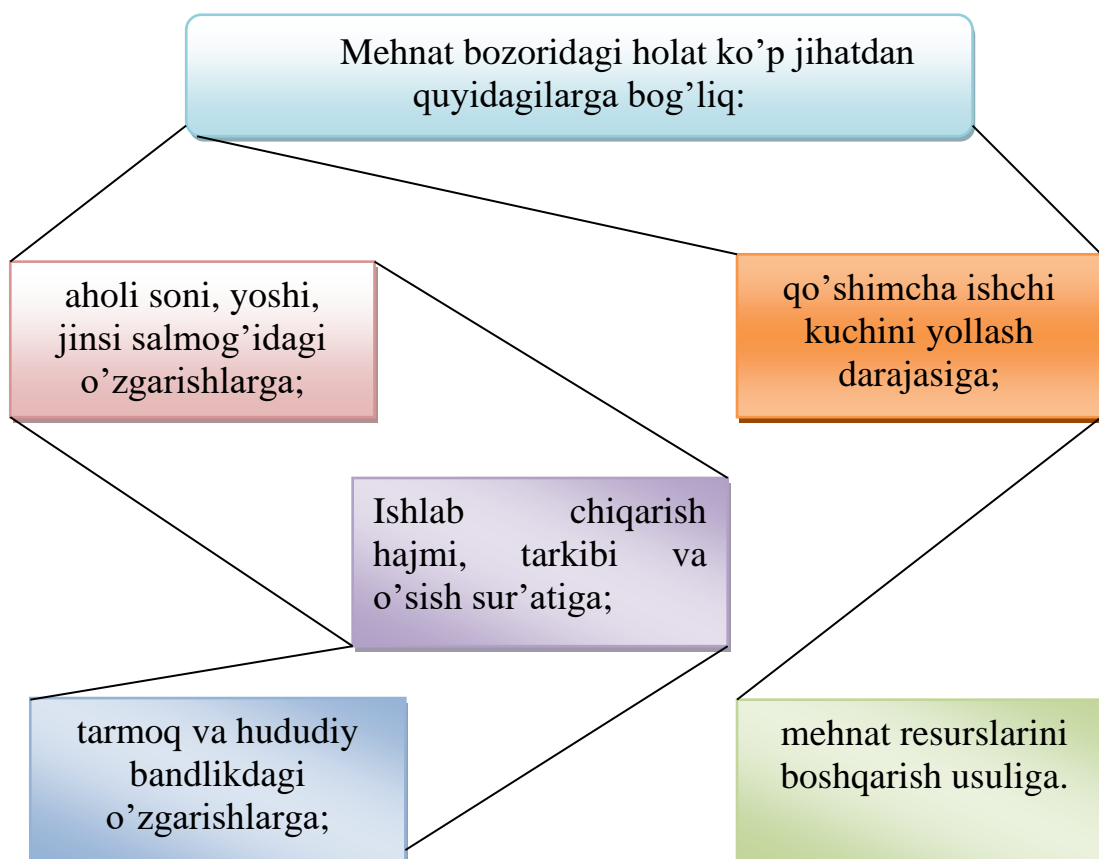 Mehnat bozoridagi holat ko’p jihatdan
quyidagilarga bog’liq:
aholi soni, yoshi,
jinsi salmog’idagi
o’zgarishlarga;
qo’shimcha ishchi
kuchini yollash
darajasiga;
Ishlab chiqarish
hajmi, tarkibi va
o’sish sur’atiga;
tarmoq va hududiy
bandlikdagi
o’zgarishlarga;
mehnat resurslarini
boshqarish usuliga.